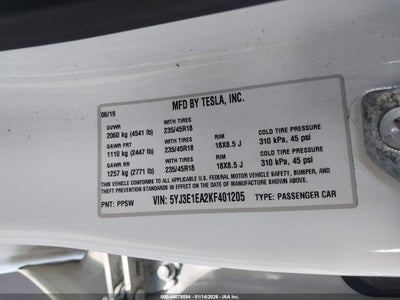 MFD BY TESLA, INC.
06/19
GVWR WITH TIRES
2060 kg (4541 lb) 235/45R18 RIM COLD TIRE PRESSURE
GAWR FRT WITH TIRES 18X8.5 J 310 kPa, 45 psi
1110 kg (2447 lb) 235/45R18 RIM COLD TIRE PRESSURE
GAWR RR WITH TIRES 18X8.5 J 310 kPa, 45 psi
1257 kg (2771 lb) 235/45R18
THIS VEHICLE CONFORMS TO ALL APPLICABLE U.S. FEDERAL MOTOR VEHICLE SAFETY, BUMPER, AND
THEFT PREVENTION STANDARDS IN EFFECT ON THE DATE OF MANUFACTURE SHOWN ABOVE.
PNT: PPSW VIN: 5YJ3E1EA2KF401205 TYPE: PASSENGER CAR